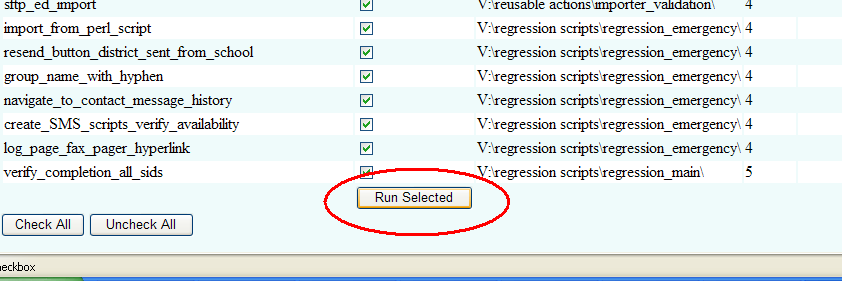 sftp_ed_import V:\reusable actions\importer_validation\ 4
import_from_perl_script V:\regression scripts\regression_emergency\ 4
resend_button_district_sent_from_school V:\regression scripts\regression_emergency\ 4
group_name_with_hyphen V:\regression scripts\regression_emergency\ 4
navigate_to_contact_message_history V:\regression scripts\regression_emergency\ 4
create_SMS_scripts_verify_availability V:\regression scripts\regression_emergency\ 4
log_page_fax_pager_hyperlink V:\regression scripts\regression_emergency\ 4
verify_completion_all_sids V:\regression scripts\regression_main\ 5
Run Selected
Check All Uncheck All
eckbox